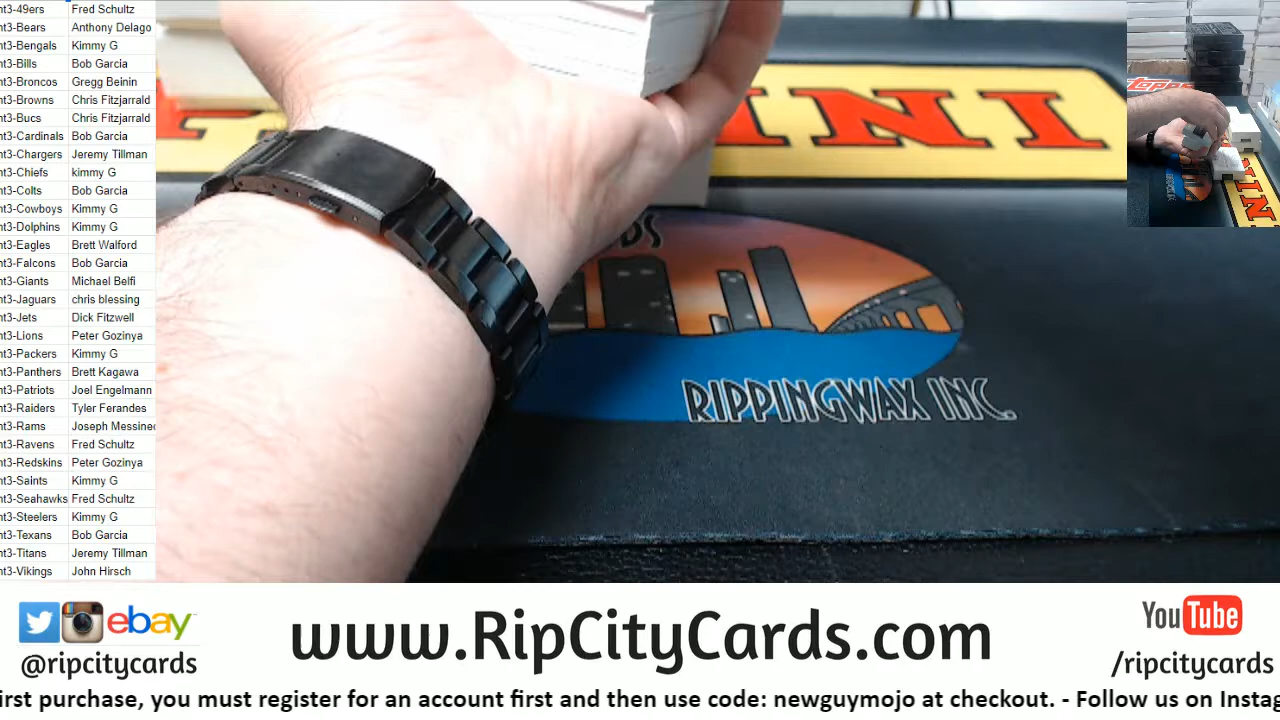 nt3-49ers Fred Schultz
nt3-Bears Anthony Delago
nt3-Bengals Kimmy G
nt3-Bills Bob Garcia
nt3-Broncos Gregg Beinin
nt3-Browns Chris Fitzjarrald
nt3-Bucs Chris Fitzjarrald
nt3-Cardinals Bob Garcia
nt3-Chargers Jeremy Tillman
nt3-Chiefs kimmy G
nt3-Colts Bob Garcia
nt3-Cowboys Kimmy G
nt3-Dolphins Kimmy G
nt3-Eagles Brett Walford
nt3-Falcons Bob Garcia
nt3-Giants Michael Belfi
nt3-Jaguars chris blessing
nt3-Jets Dick Fitzwell
nt3-Lions Peter Gozinya
nt3-Packers Kimmy G
nt3-Panthers Brett Kagawa
nt3-Patriots Joel Engelmann
nt3-Raiders Tyler Ferandes
nt3-Rams Joseph Messinec
nt3-Ravens Fred Schultz
nt3-Redskins Peter Gozinya
nt3-Saints Kimmy G
nt3-Seahawks Fred Schultz
nt3-Steelers Kimmy G
nt3-Texans Bob Garcia
nt3-Titans Jeremy Tillman
nt3-Vikings John Hirsch
INI
DS
RIPPINGWAX INC.
Topps
INI
ebay
@ripcitycards
www.RipCityCards.com
YouTube
/ripcitycards
irst purchase, you must register for an account first and then use code: newguymojo at checkout. - Follow us on Instag